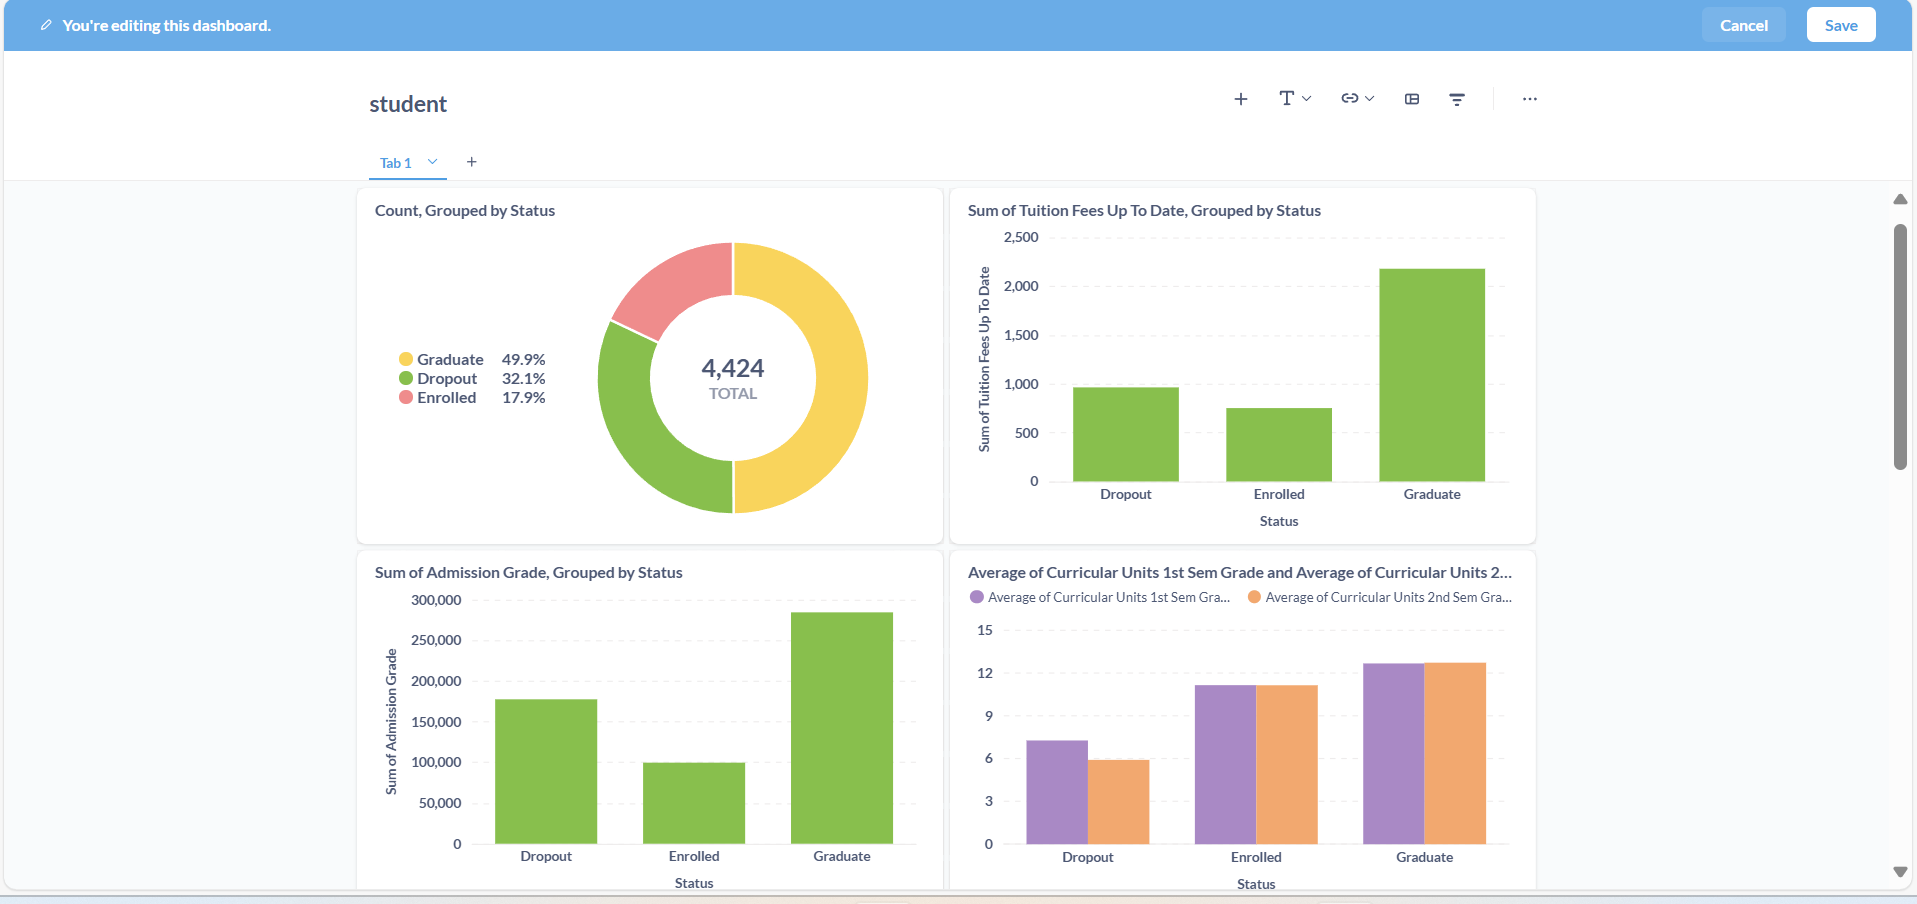 You're editing this dashboard.
Cancel
Save
student
Tab 1
Count, Grouped by Status
Graduate 49.9%
Dropout 32.1%
Enrolled 17.9%
4,424
TOTAL
Sum of Tuition Fees Up To Date, Grouped by Status
Sum of Tuition Fees Up To Date
2,500
2,000
1,500
1,000
500
0
Dropout Enrolled Graduate
Status
Sum of Admission Grade, Grouped by Status
Sum of Admission Grade
300,000
250,000
200,000
150,000
100,000
50,000
0
Dropout Enrolled Graduate
Status
Average of Curricular Units 1st Sem Grade and Average of Curricular Units 2...
Average of Curricular Units 1st Sem Gra... Average of Curricular Units 2nd Sem Gra...
15
12
9
6
3
0
Dropout Enrolled Graduate
Status